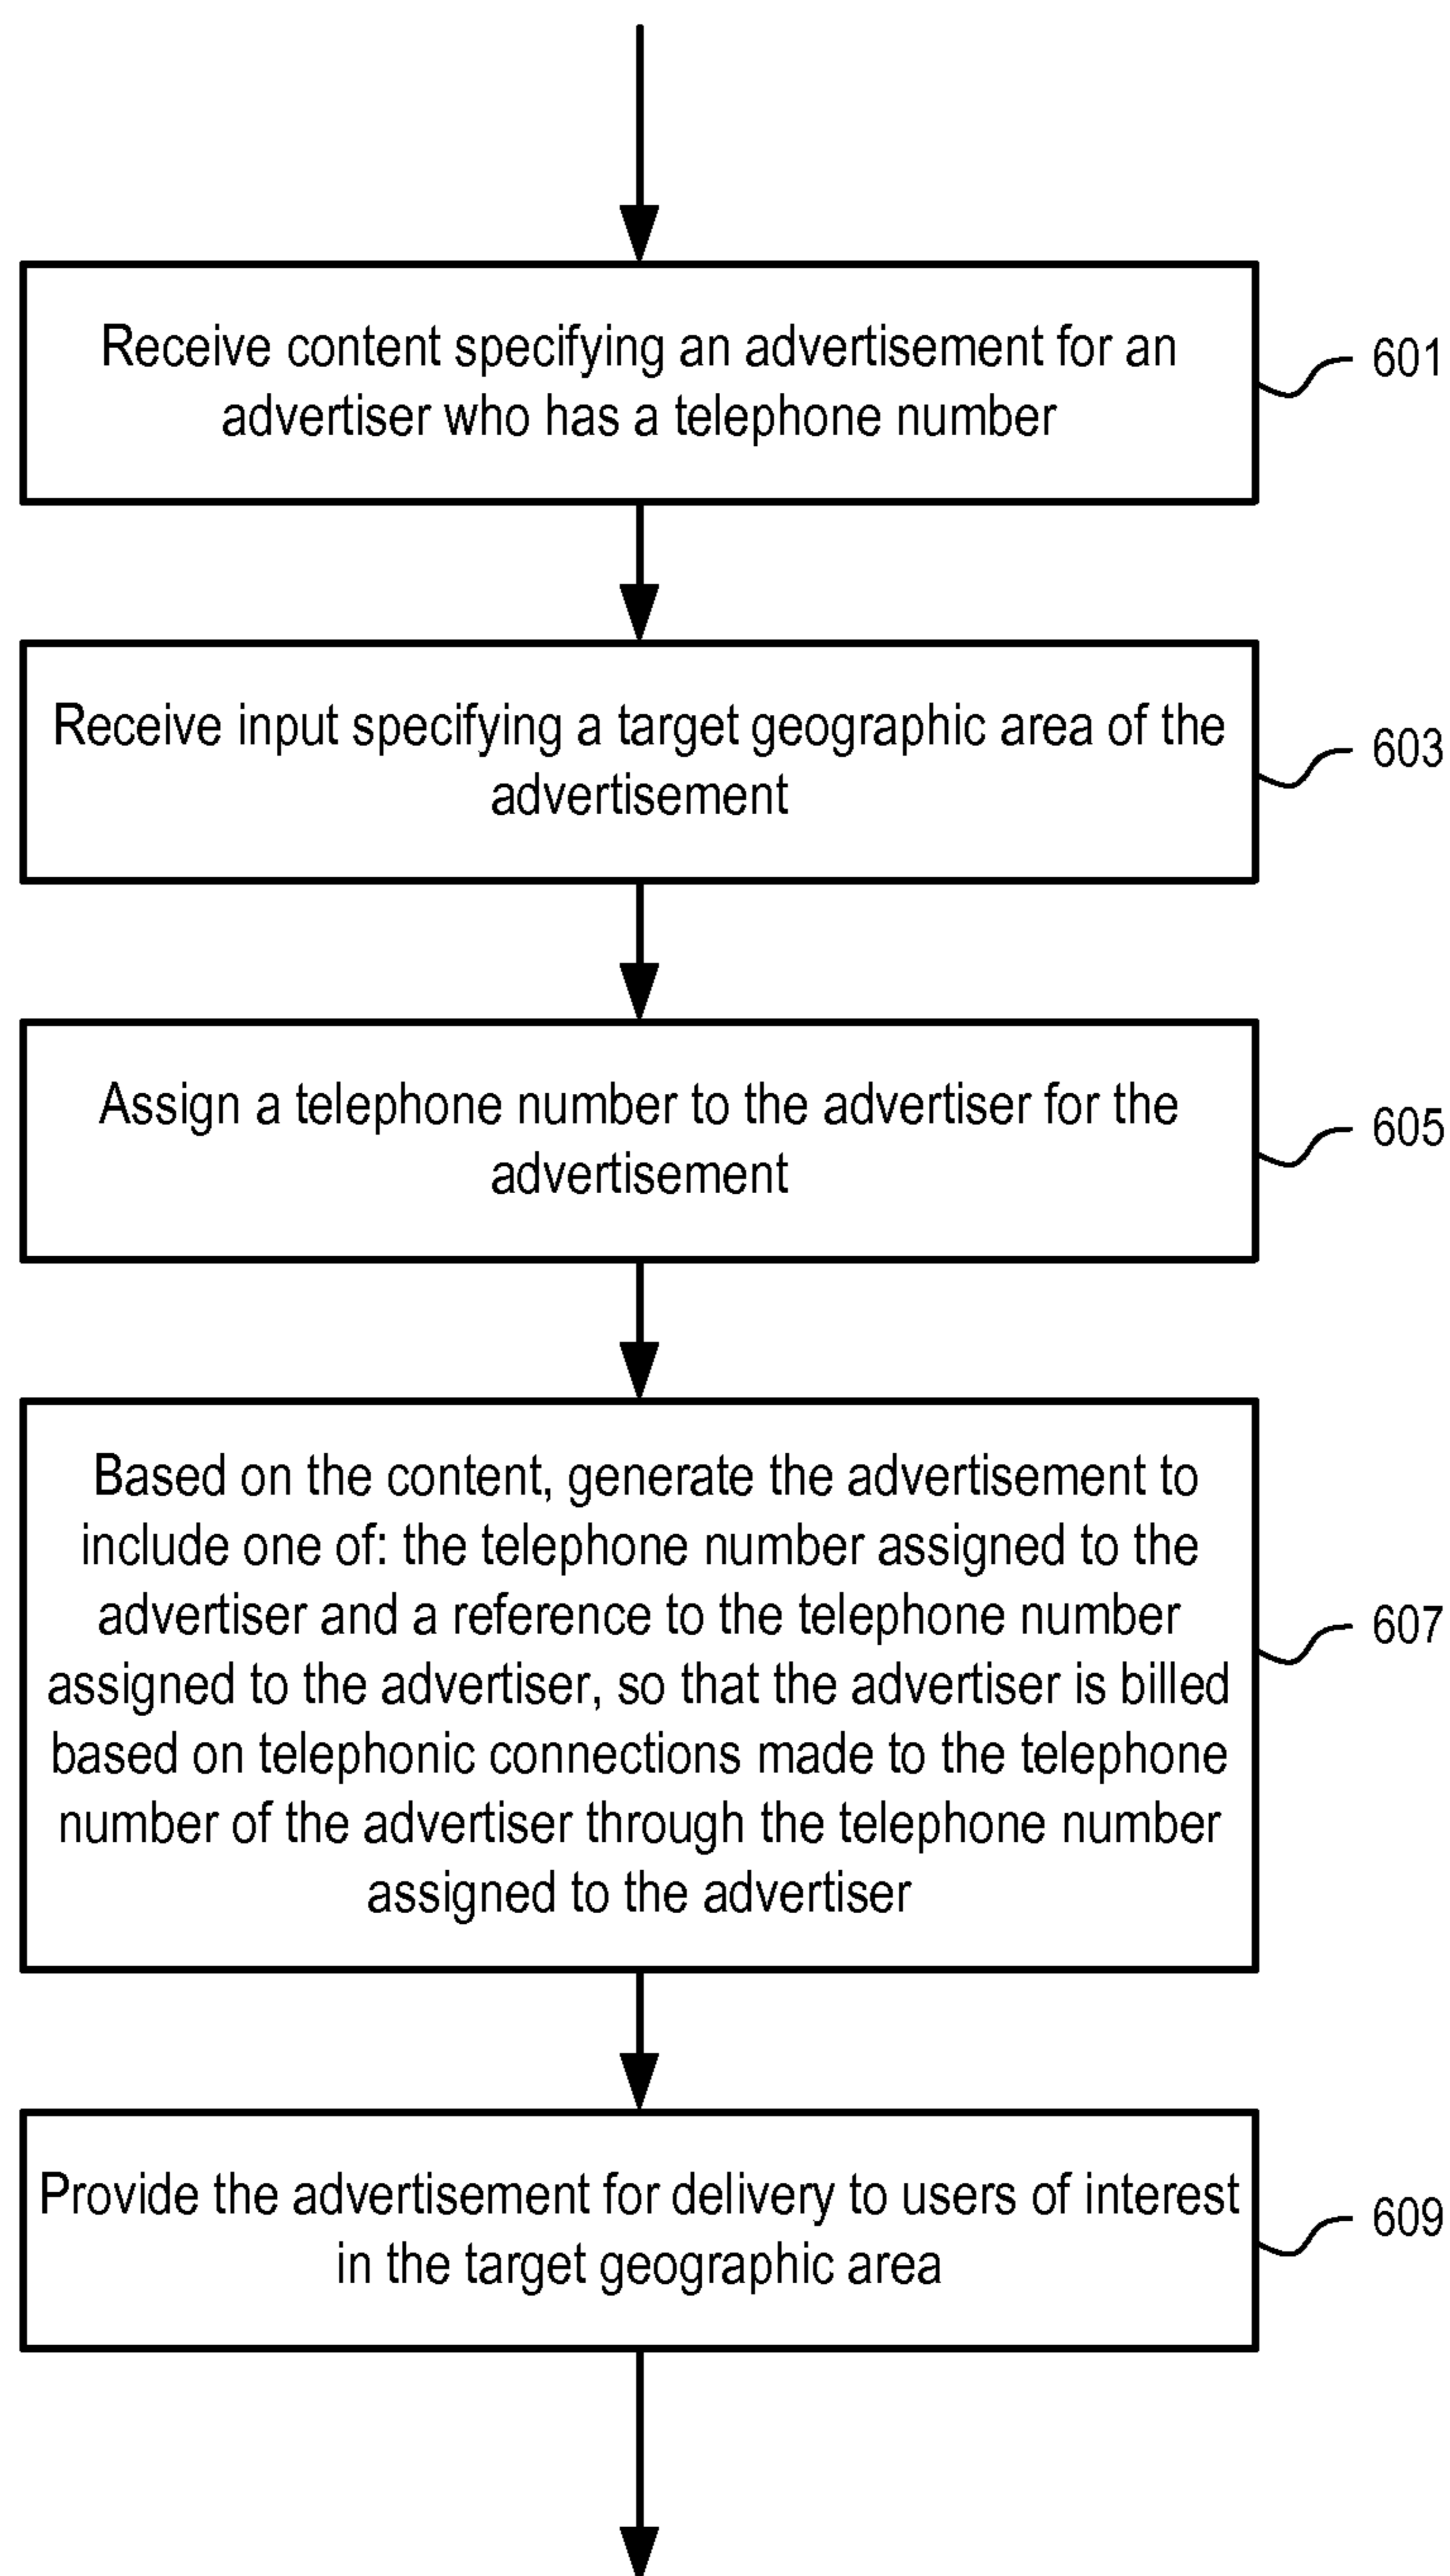 Receive content specifying an advertisement for an
advertiser who has a telephone number
601
Receive input specifying a target geographic area of the
advertisement
603
Assign a telephone number to the advertiser for the
advertisement
605
Based on the content, generate the advertisement to
include one of: the telephone number assigned to the
advertiser and a reference to the telephone number
assigned to the advertiser, so that the advertiser is billed
based on telephonic connections made to the telephone
number of the advertiser through the telephone number
assigned to the advertiser
607
Provide the advertisement for delivery to users of interest
in the target geographic area
609